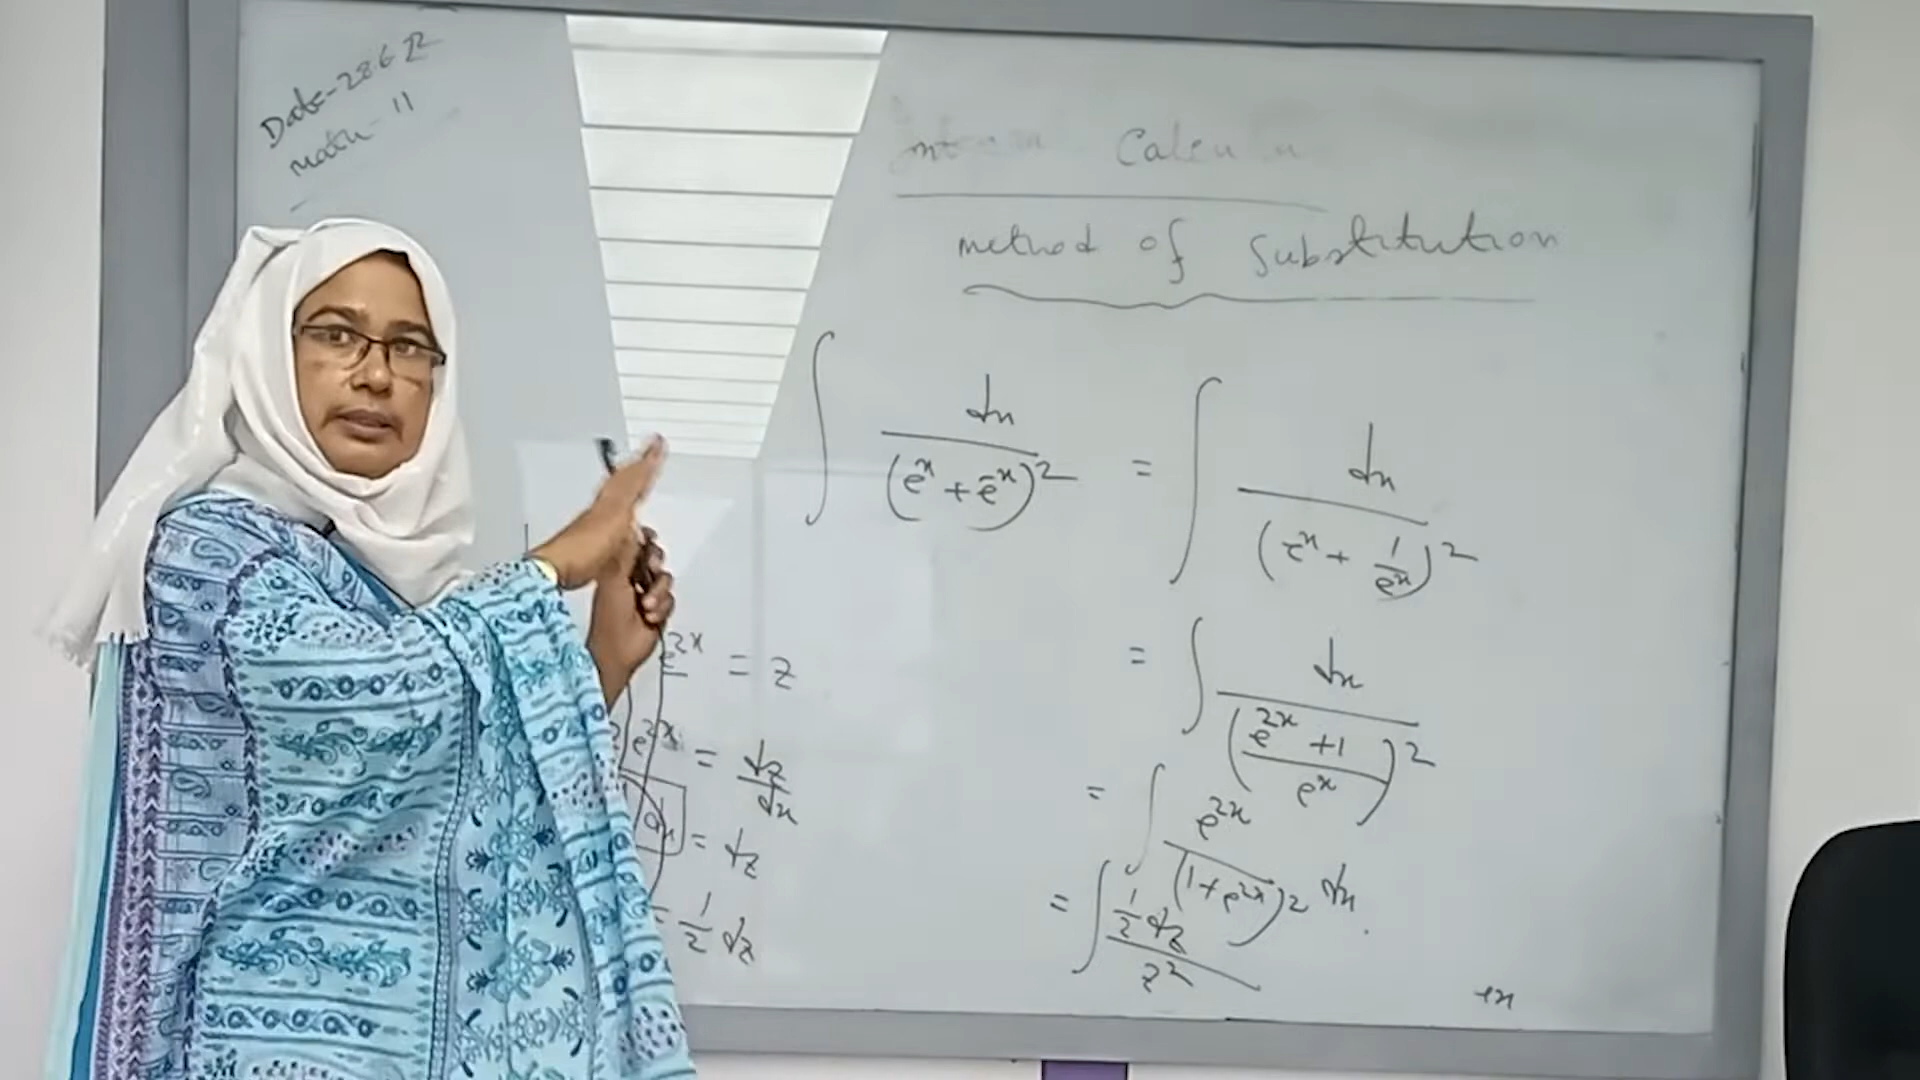 Date-28.6.22
Math-11
Calcu
method of Substitution
∫ dx / (e^x + e^-x)^2 = ∫ dx / (e^x + 1/e^x)^2
= ∫ dx / ((e^2x + 1)/e^x)^2
= ∫ e^2x / (1+e^2x)^2 dx
= ∫ 1/2 dz / z^2
e^2x = z
e^2x = dz/dx
dx = dz
= 1/2 dz